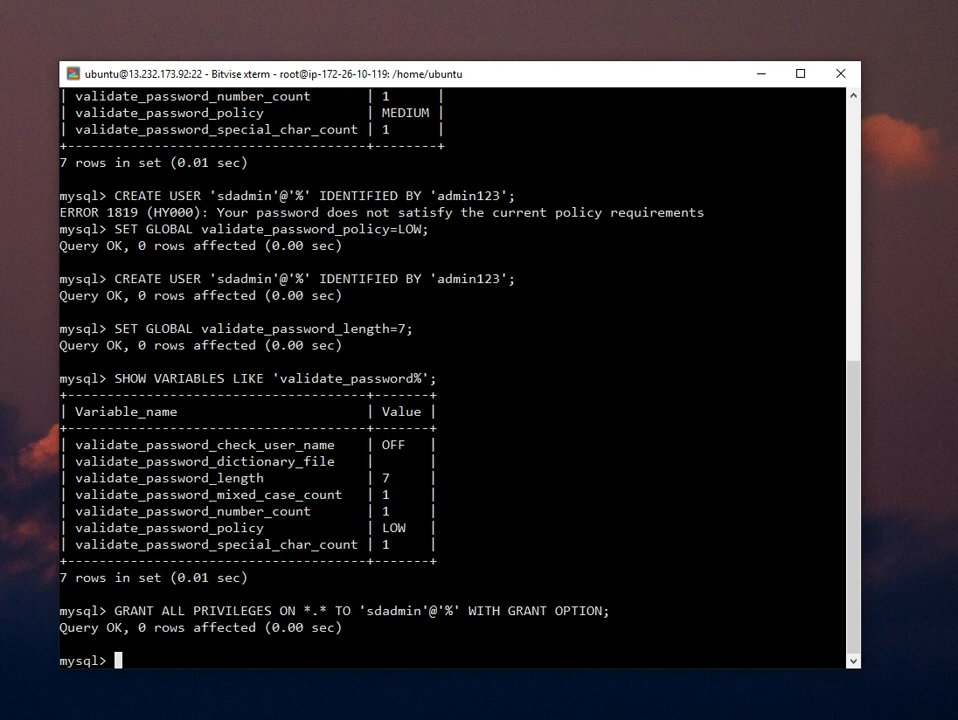 ubuntu@13.232.173.92:22 - Bitvise xterm - root@ip-172-26-10-119: /home/ubuntu
| validate_password_number_count       | 1      |
| validate_password_policy             | MEDIUM |
| validate_password_special_char_count | 1      |
+--------------------------------------+--------+
7 rows in set (0.01 sec)
mysql> CREATE USER 'sdadmin'@'%' IDENTIFIED BY 'admin123';
ERROR 1819 (HY000): Your password does not satisfy the current policy requirements
mysql> SET GLOBAL validate_password_policy=LOW;
Query OK, 0 rows affected (0.00 sec)
mysql> CREATE USER 'sdadmin'@'%' IDENTIFIED BY 'admin123';
Query OK, 0 rows affected (0.00 sec)
mysql> SET GLOBAL validate_password_length=7;
Query OK, 0 rows affected (0.00 sec)
mysql> SHOW VARIABLES LIKE 'validate_password%';
+--------------------------------------+-------+
| Variable_name                        | Value |
+--------------------------------------+-------+
| validate_password_check_user_name    | OFF   |
| validate_password_dictionary_file    |       |
| validate_password_length             | 7     |
| validate_password_mixed_case_count   | 1     |
| validate_password_number_count       | 1     |
| validate_password_policy             | LOW   |
| validate_password_special_char_count | 1     |
+--------------------------------------+-------+
7 rows in set (0.01 sec)
mysql> GRANT ALL PRIVILEGES ON *.* TO 'sdadmin'@'%' WITH GRANT OPTION;
Query OK, 0 rows affected (0.00 sec)
mysql>